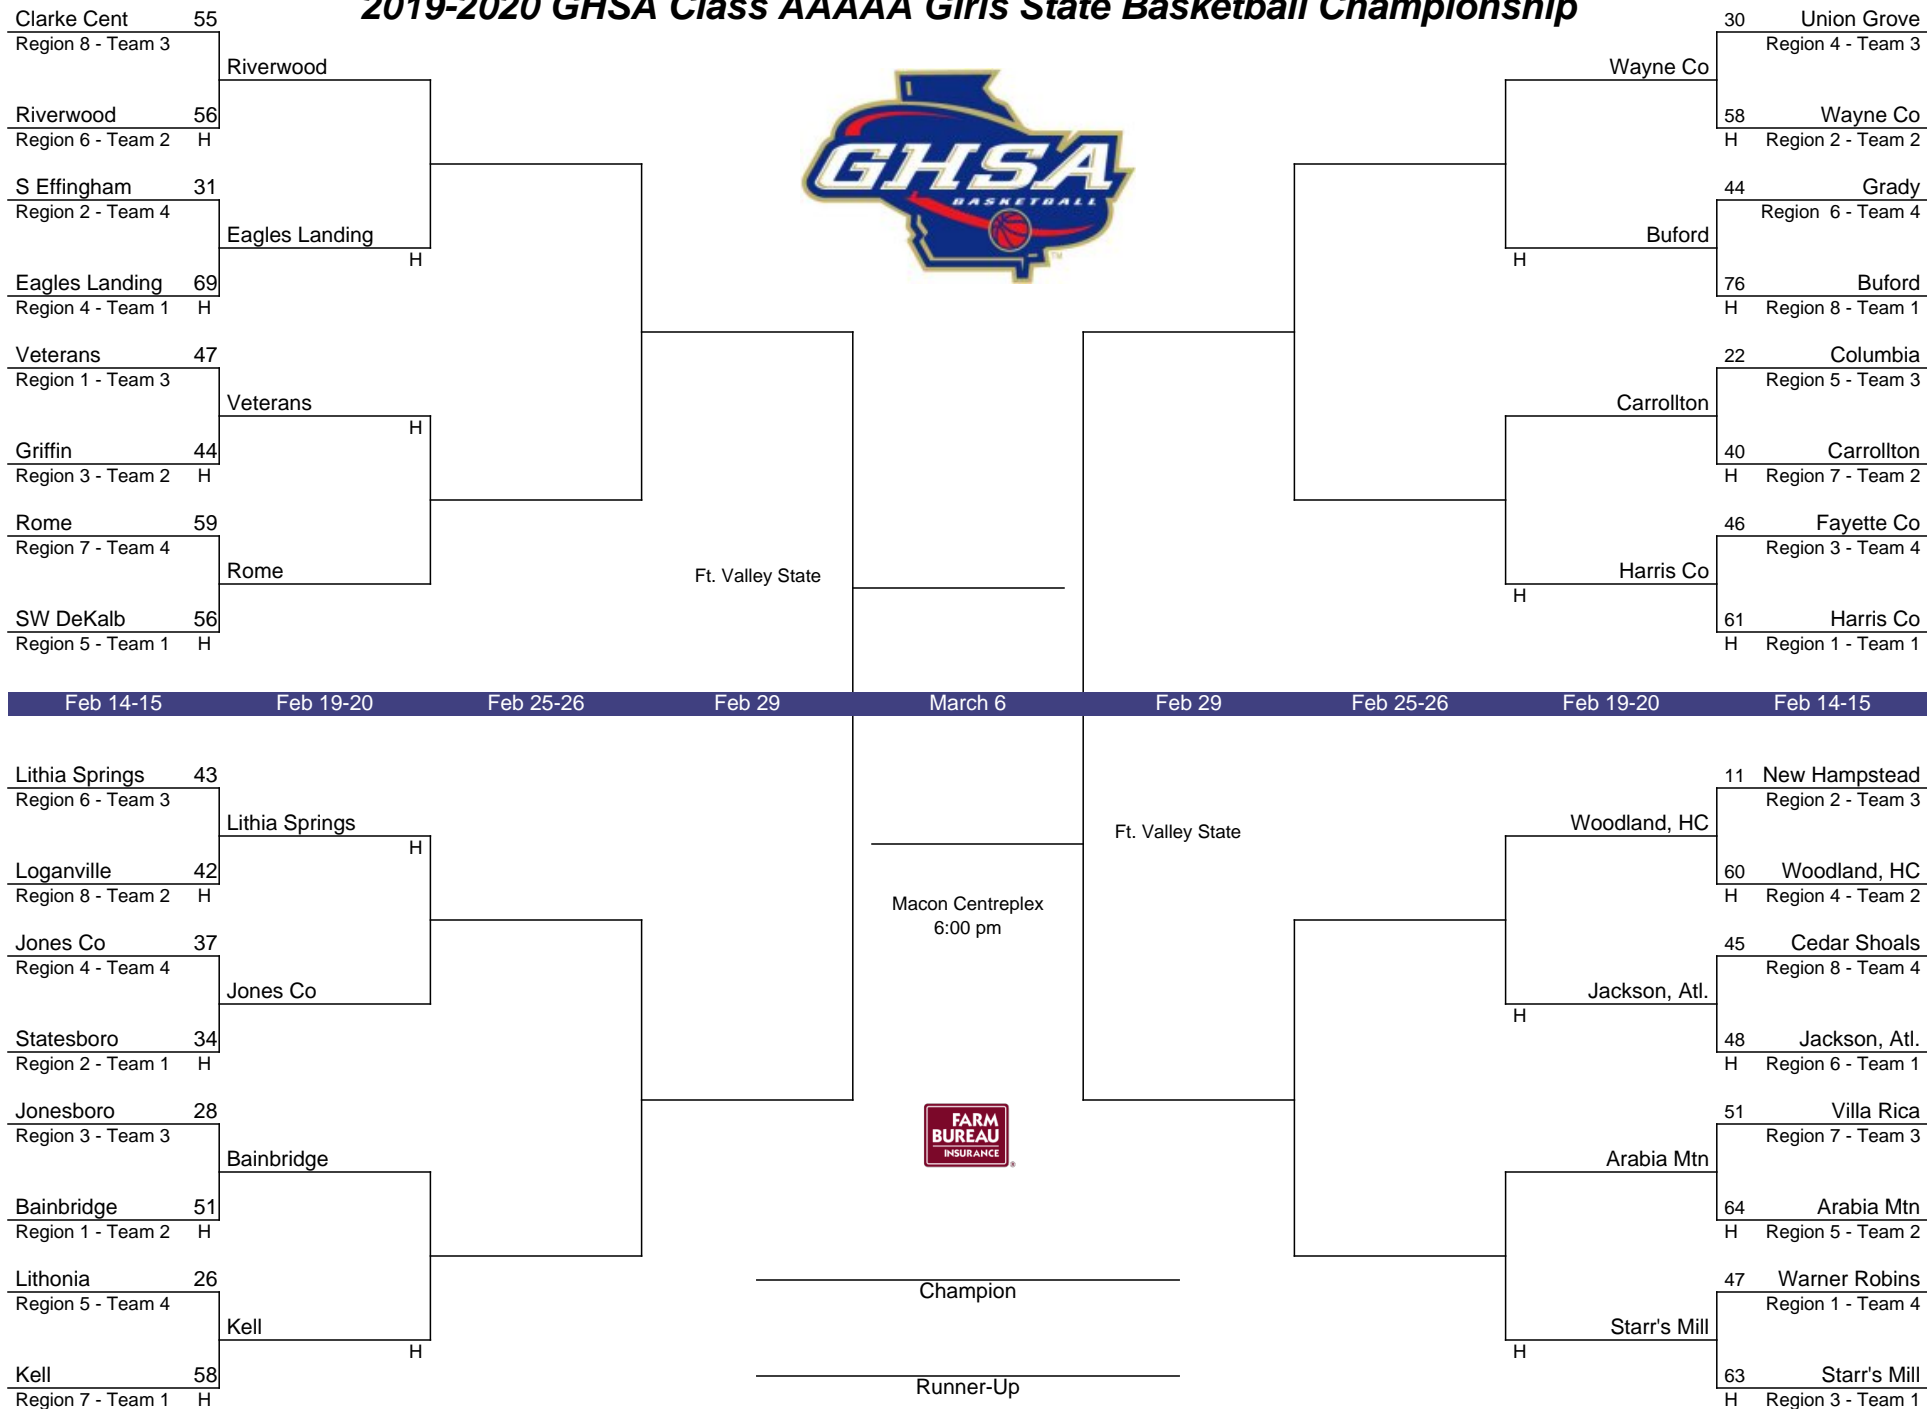 2019-2020 GHSA Class AAAAA Girls State Basketball Championship
Clarke Cent 55
Region 8 - Team 3
Riverwood
Riverwood 56
Region 6 - Team 2 H
S Effingham 31
Region 2 - Team 4
Eagles Landing
H
Eagles Landing 69
Region 4 - Team 1 H
Veterans 47
Region 1 - Team 3
Veterans
H
Griffin 44
Region 3 - Team 2 H
Rome 59
Region 7 - Team 4
Rome
SW DeKalb 56
Region 5 - Team 1 H
Ft. Valley State
GHSA
BASKETBALL
TM
30 Union Grove
Region 4 - Team 3
Wayne Co
58 Wayne Co
H Region 2 - Team 2
44 Grady
Region 6 - Team 4
Buford
H
76 Buford
H Region 8 - Team 1
22 Columbia
Region 5 - Team 3
Carrollton
40 Carrollton
H Region 7 - Team 2
46 Fayette Co
Region 3 - Team 4
Harris Co
H
61 Harris Co
H Region 1 - Team 1
Feb 14-15 Feb 19-20 Feb 25-26 Feb 29 March 6 Feb 29 Feb 25-26 Feb 19-20 Feb 14-15
Lithia Springs 43
Region 6 - Team 3
Lithia Springs
H
Loganville 42
Region 8 - Team 2 H
Jones Co 37
Region 4 - Team 4
Jones Co
Statesboro 34
Region 2 - Team 1 H
Jonesboro 28
Region 3 - Team 3
Bainbridge
Bainbridge 51
Region 1 - Team 2 H
Lithonia 26
Region 5 - Team 4
Kell
H
Kell 58
Region 7 - Team 1 H
Ft. Valley State
Macon Centreplex
6:00 pm
FARM
BUREAU
INSURANCE
®
Champion
Runner-Up
11 New Hampstead
Region 2 - Team 3
Woodland, HC
60 Woodland, HC
H Region 4 - Team 2
45 Cedar Shoals
Region 8 - Team 4
Jackson, Atl.
H
48 Jackson, Atl.
H Region 6 - Team 1
51 Villa Rica
Region 7 - Team 3
Arabia Mtn
64 Arabia Mtn
H Region 5 - Team 2
47 Warner Robins
Region 1 - Team 4
Starr's Mill
H
63 Starr's Mill
H Region 3 - Team 1